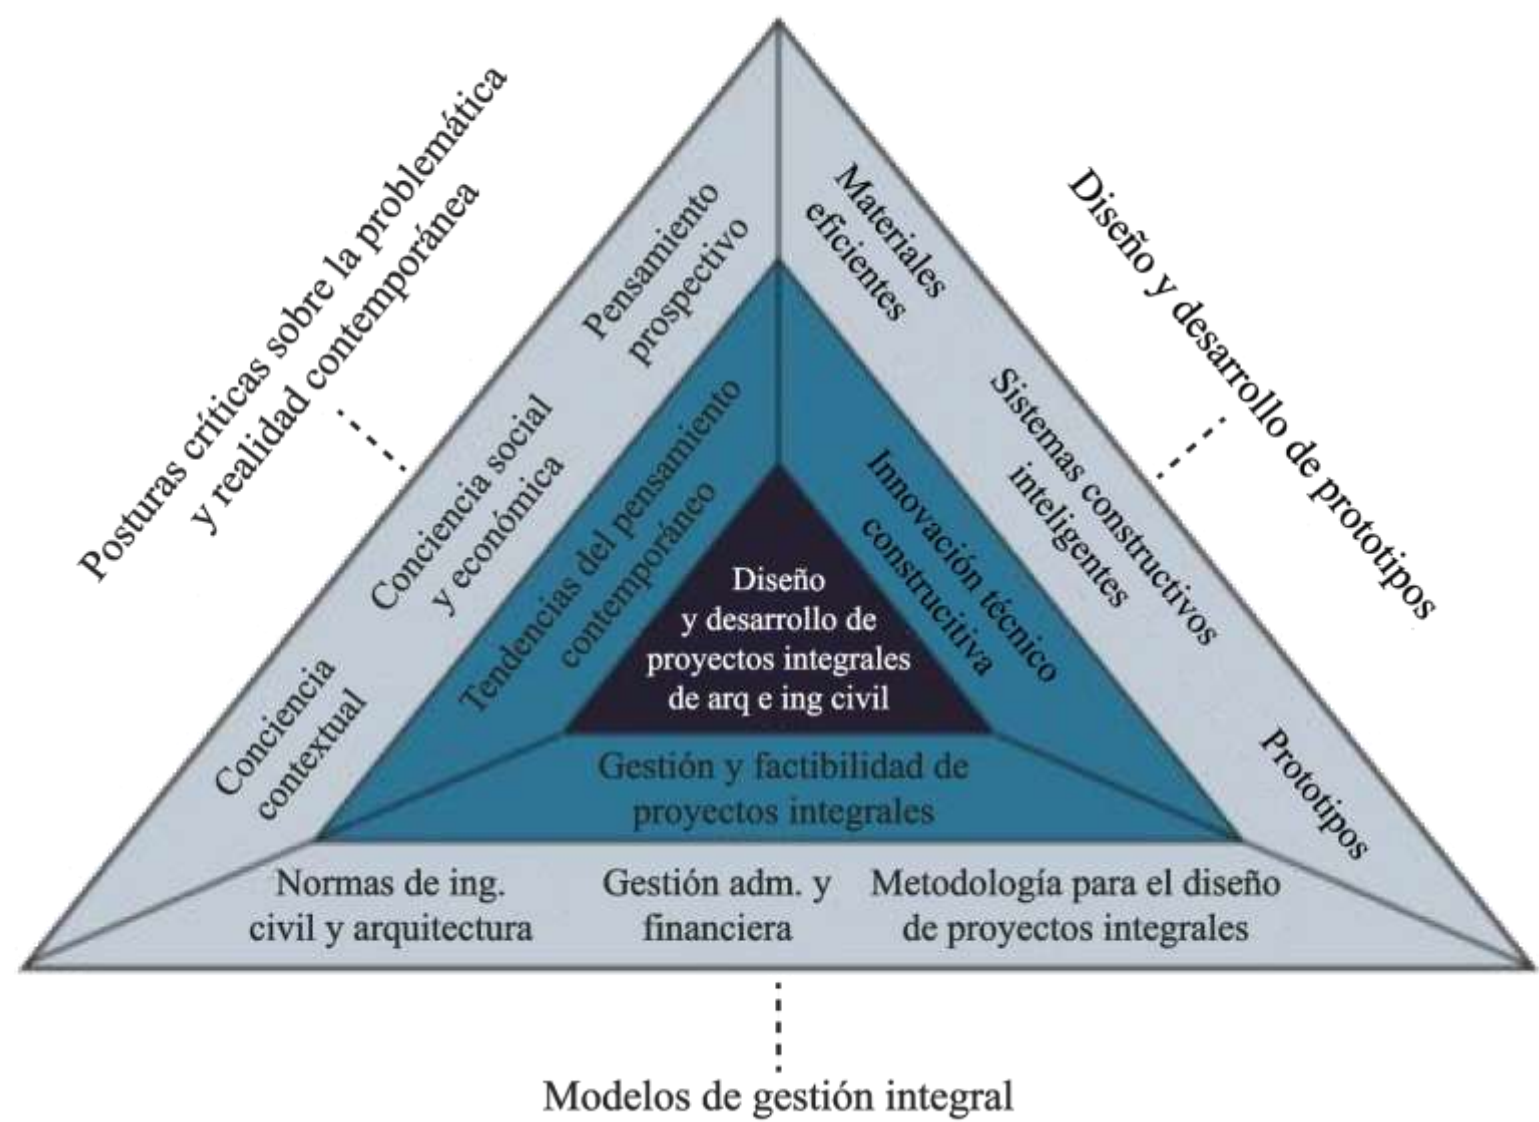 Posturas críticas sobre la problemática
y realidad contemporánea
Pensamiento
prospectivo
Conciencia social
y económica
Conciencia
contextual
Tendencias del pensamiento
contemporáneo
Diseño y desarrollo de prototipos
Materiales
eficientes
Sistemas constructivos
inteligentes
Prototipos
Innovación técnico
construcitiva
Diseño
y desarrollo de
proyectos integrales
de arq e ing civil
Gestión y factibilidad de
proyectos integrales
Normas de ing.
civil y arquitectura
Gestión adm. y
financiera
Metodología para el diseño
de proyectos integrales
Modelos de gestión integral